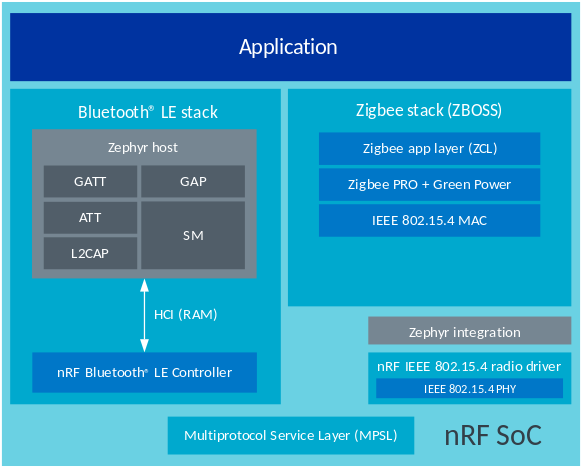 Application
Bluetooth® LE stack
Zephyr host
GATT
GAP
ATT
SM
L2CAP
HCI (RAM)
nRF Bluetooth® LE Controller
Zigbee stack (ZBOSS)
Zigbee app layer (ZCL)
Zigbee PRO + Green Power
IEEE 802.15.4 MAC
Zephyr integration
nRF IEEE 802.15.4 radio driver
IEEE 802.15.4 PHY
Multiprotocol Service Layer (MPSL)
nRF SoC